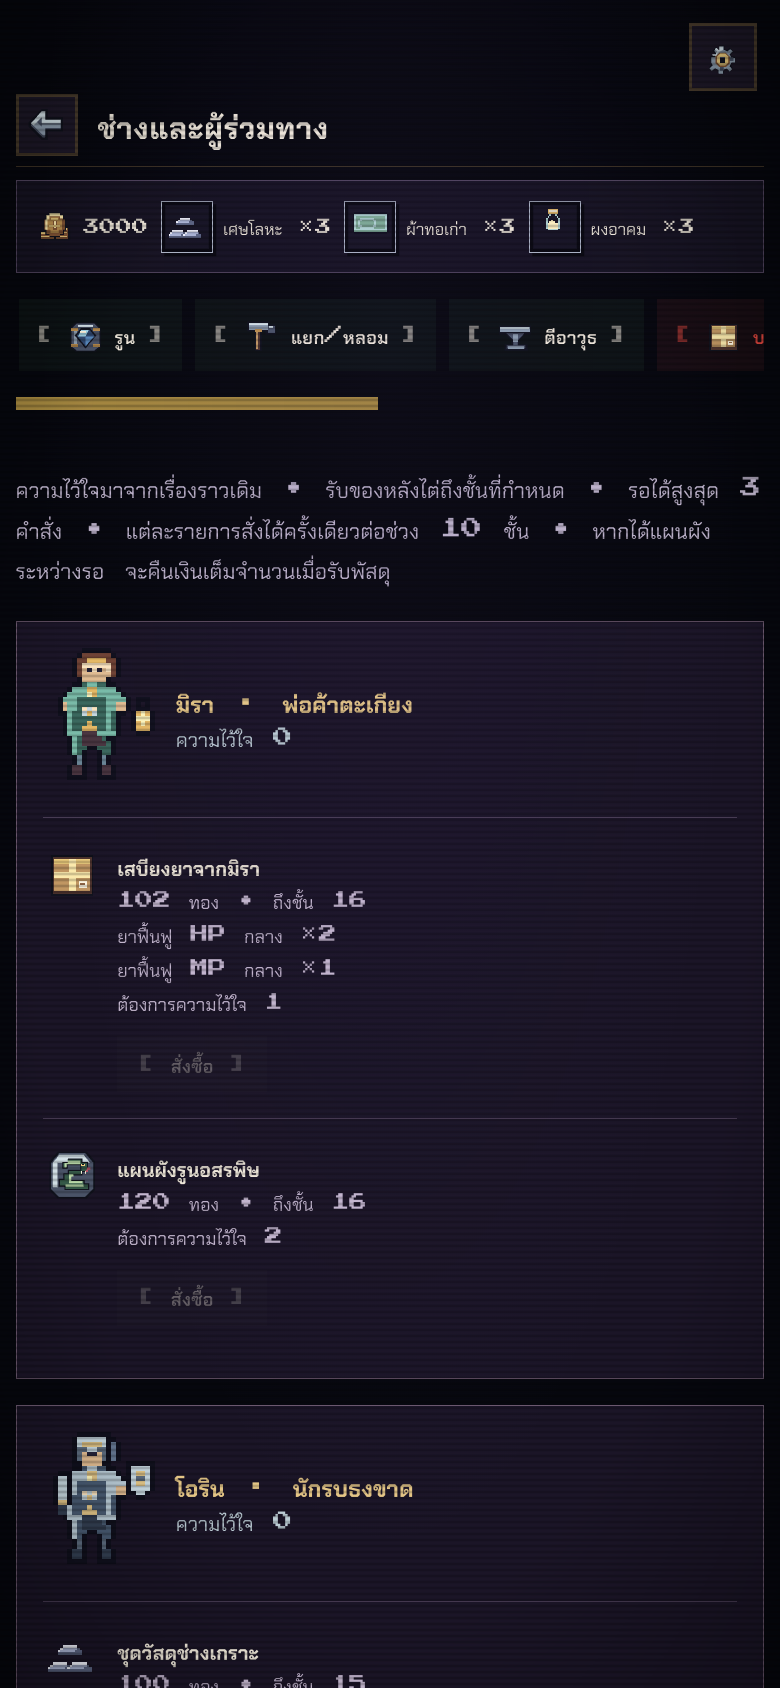 ช่างและผู้ร่วมทาง
3000 เศษโลหะ ×3 ผ้าทอเก่า ×3 ผงอาคม ×3
[ รูน ] [ แยก/หลอม ] [ ตีอาวุธ ] [
ความไว้ใจมาจากเรื่องราวเดิม • รับของหลังไต่ถึงชั้นที่กำหนด • รอได้สูงสุด 3
คำสั่ง • แต่ละรายการสั่งได้ครั้งเดียวต่อช่วง 10 ชั้น • หากได้แผนผัง
ระหว่างรอ จะคืนเงินเต็มจำนวนเมื่อรับพัสดุ
มิรา · พ่อค้าตะเกียง
ความไว้ใจ 0
เสบียงยาจากมิรา
102 ทอง • ถึงชั้น 16
ยาฟื้นฟู HP กลาง ×2
ยาฟื้นฟู MP กลาง ×1
ต้องการความไว้ใจ 1
[ สั่งซื้อ ]
แผนผังรูนอสรพิษ
120 ทอง • ถึงชั้น 16
ต้องการความไว้ใจ 2
[ สั่งซื้อ ]
โอริน · นักรบธงขาด
ความไว้ใจ 0
ชุดวัสดุช่างเกราะ
100 ทอง • ถึงชั้น 15